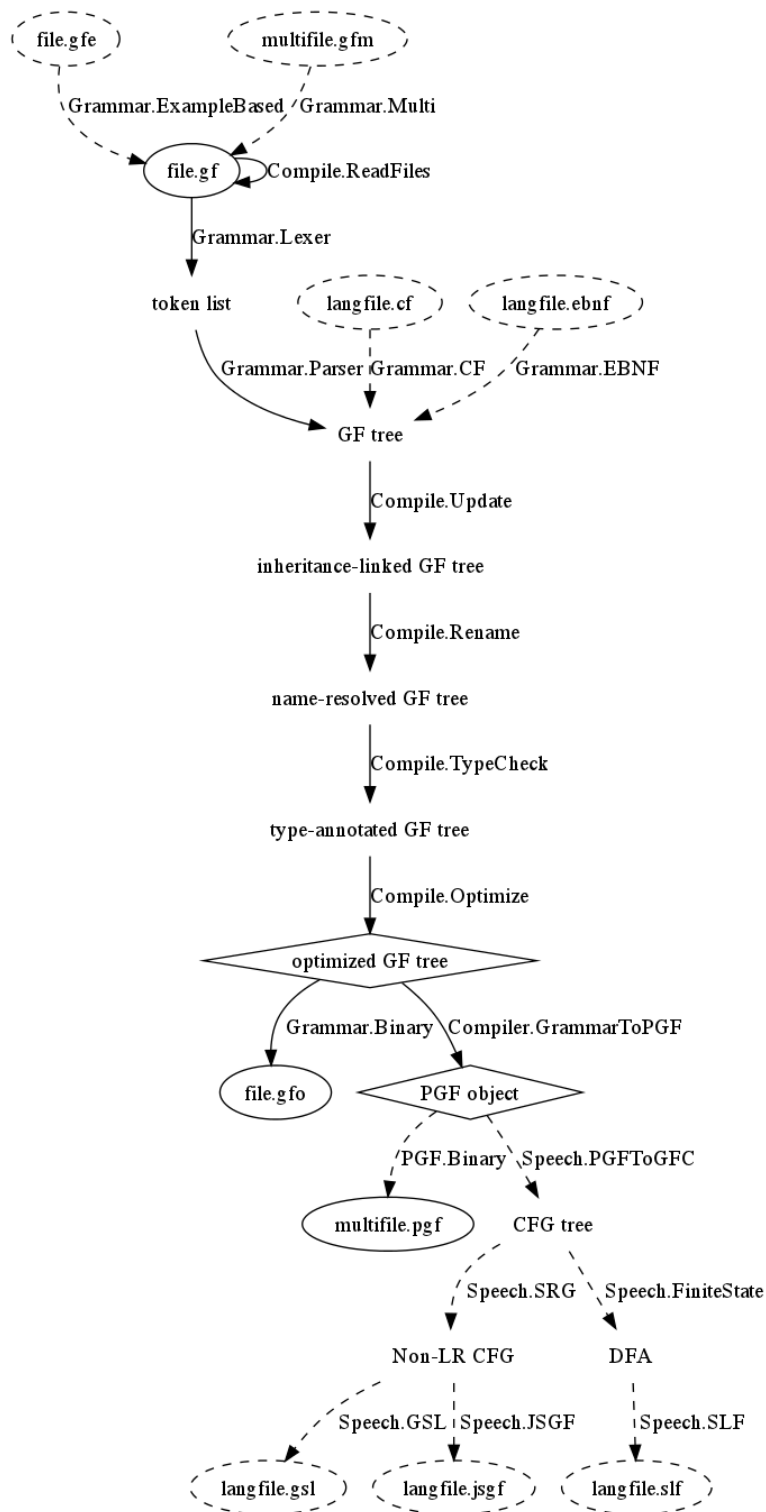 file.gfe
multifile.gfm
Grammar.ExampleBased
Grammar.Multi
file.gf
Compile.ReadFiles
Grammar.Lexer
token list
langfile.cf
langfile.ebnf
Grammar.Parser
Grammar.CF
Grammar.EBNF
GF tree
Compile.Update
inheritance-linked GF tree
Compile.Rename
name-resolved GF tree
Compile.TypeCheck
type-annotated GF tree
Compile.Optimize
optimized GF tree
Grammar.Binary
Compiler.GrammarToPGF
file.gfo
PGF object
PGF.Binary
Speech.PGFToGFC
multifile.pgf
CFG tree
Speech.SRG
Speech.FiniteState
Non-LR CFG
DFA
Speech.GSL
Speech.JSGF
Speech.SLF
langfile.gsl
langfile.jsgf
langfile.slf